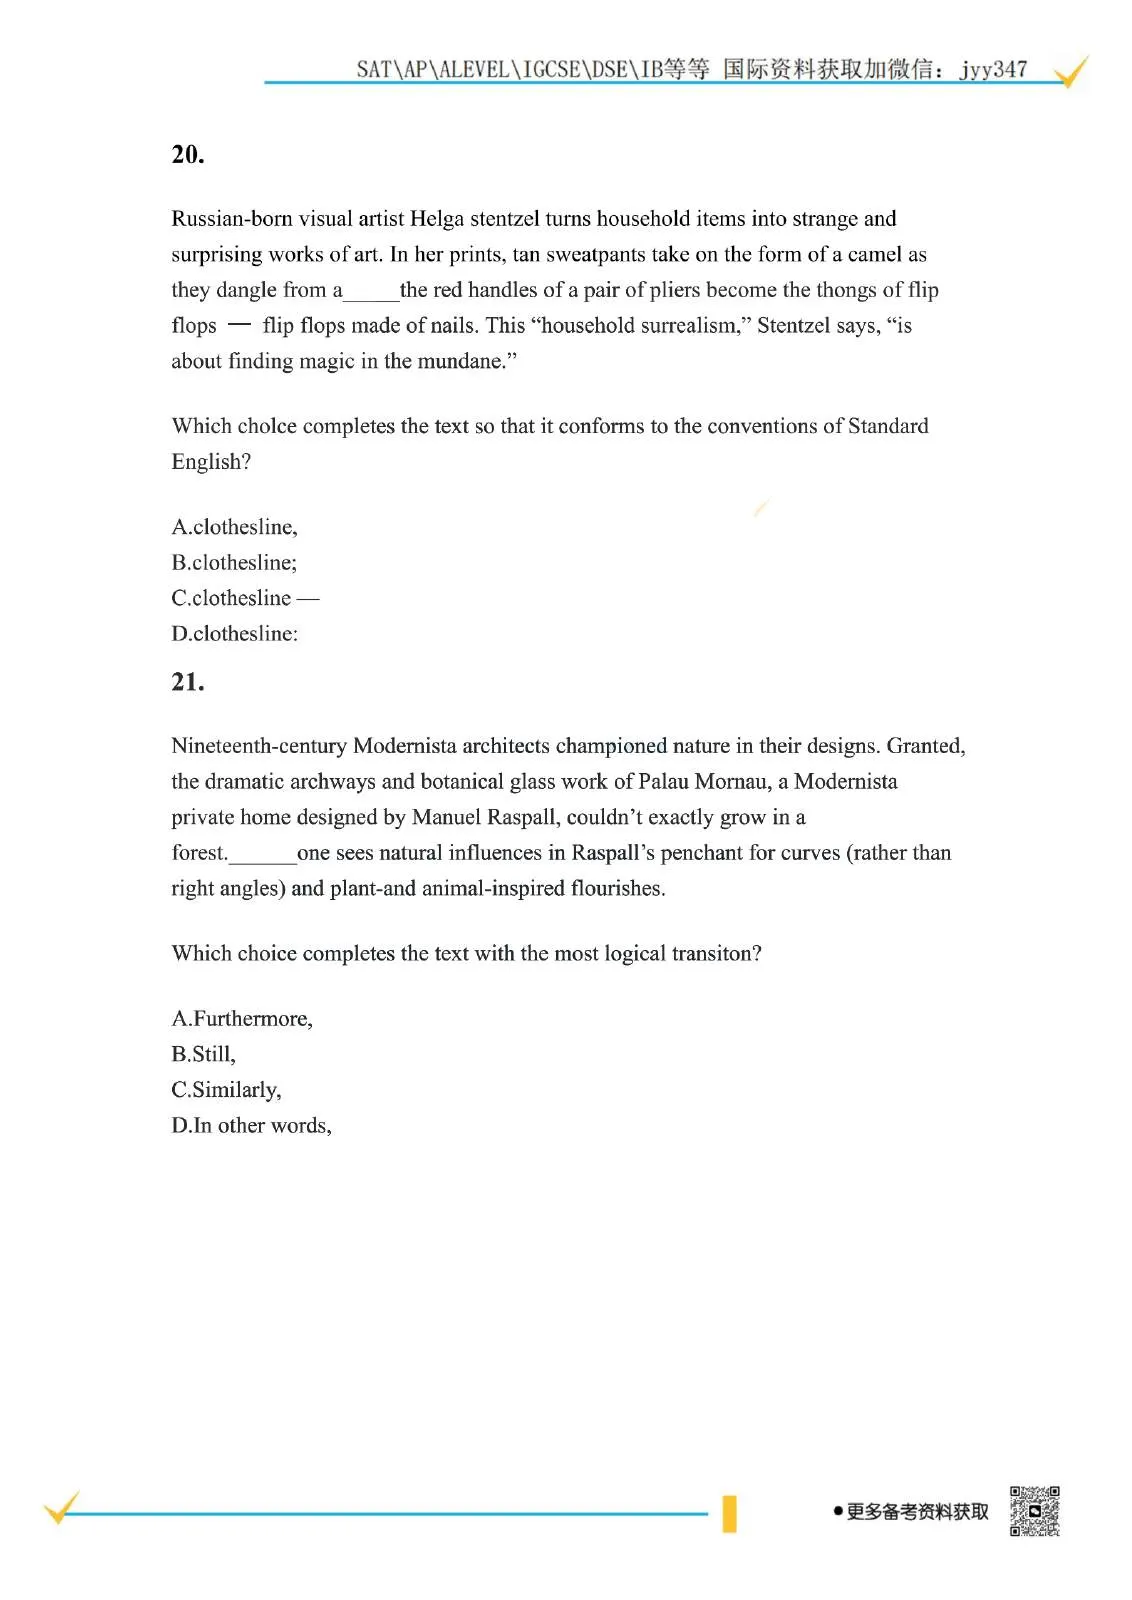 SAT\AP\ALEVEL\IGCSE\DSE\IB等等 国际资料获取加微信：jyy347
20.
Russian-born visual artist Helga stentzel turns household items into strange and
surprising works of art. In her prints, tan sweatpants take on the form of a camel as
they dangle from a_____the red handles of a pair of pliers become the thongs of flip
flops — flip flops made of nails. This “household surrealism,” Stentzel says, “is
about finding magic in the mundane.”
Which cholce completes the text so that it conforms to the conventions of Standard
English?
A.clothesline,
B.clothesline;
C.clothesline —
D.clothesline:
21.
Nineteenth-century Modernista architects championed nature in their designs. Granted,
the dramatic archways and botanical glass work of Palau Mornau, a Modernista
private home designed by Manuel Raspall, couldn’t exactly grow in a
forest.______one sees natural influences in Raspall’s penchant for curves (rather than
right angles) and plant-and animal-inspired flourishes.
Which choice completes the text with the most logical transiton?
A.Furthermore,
B.Still,
C.Similarly,
D.In other words,
●更多备考资料获取